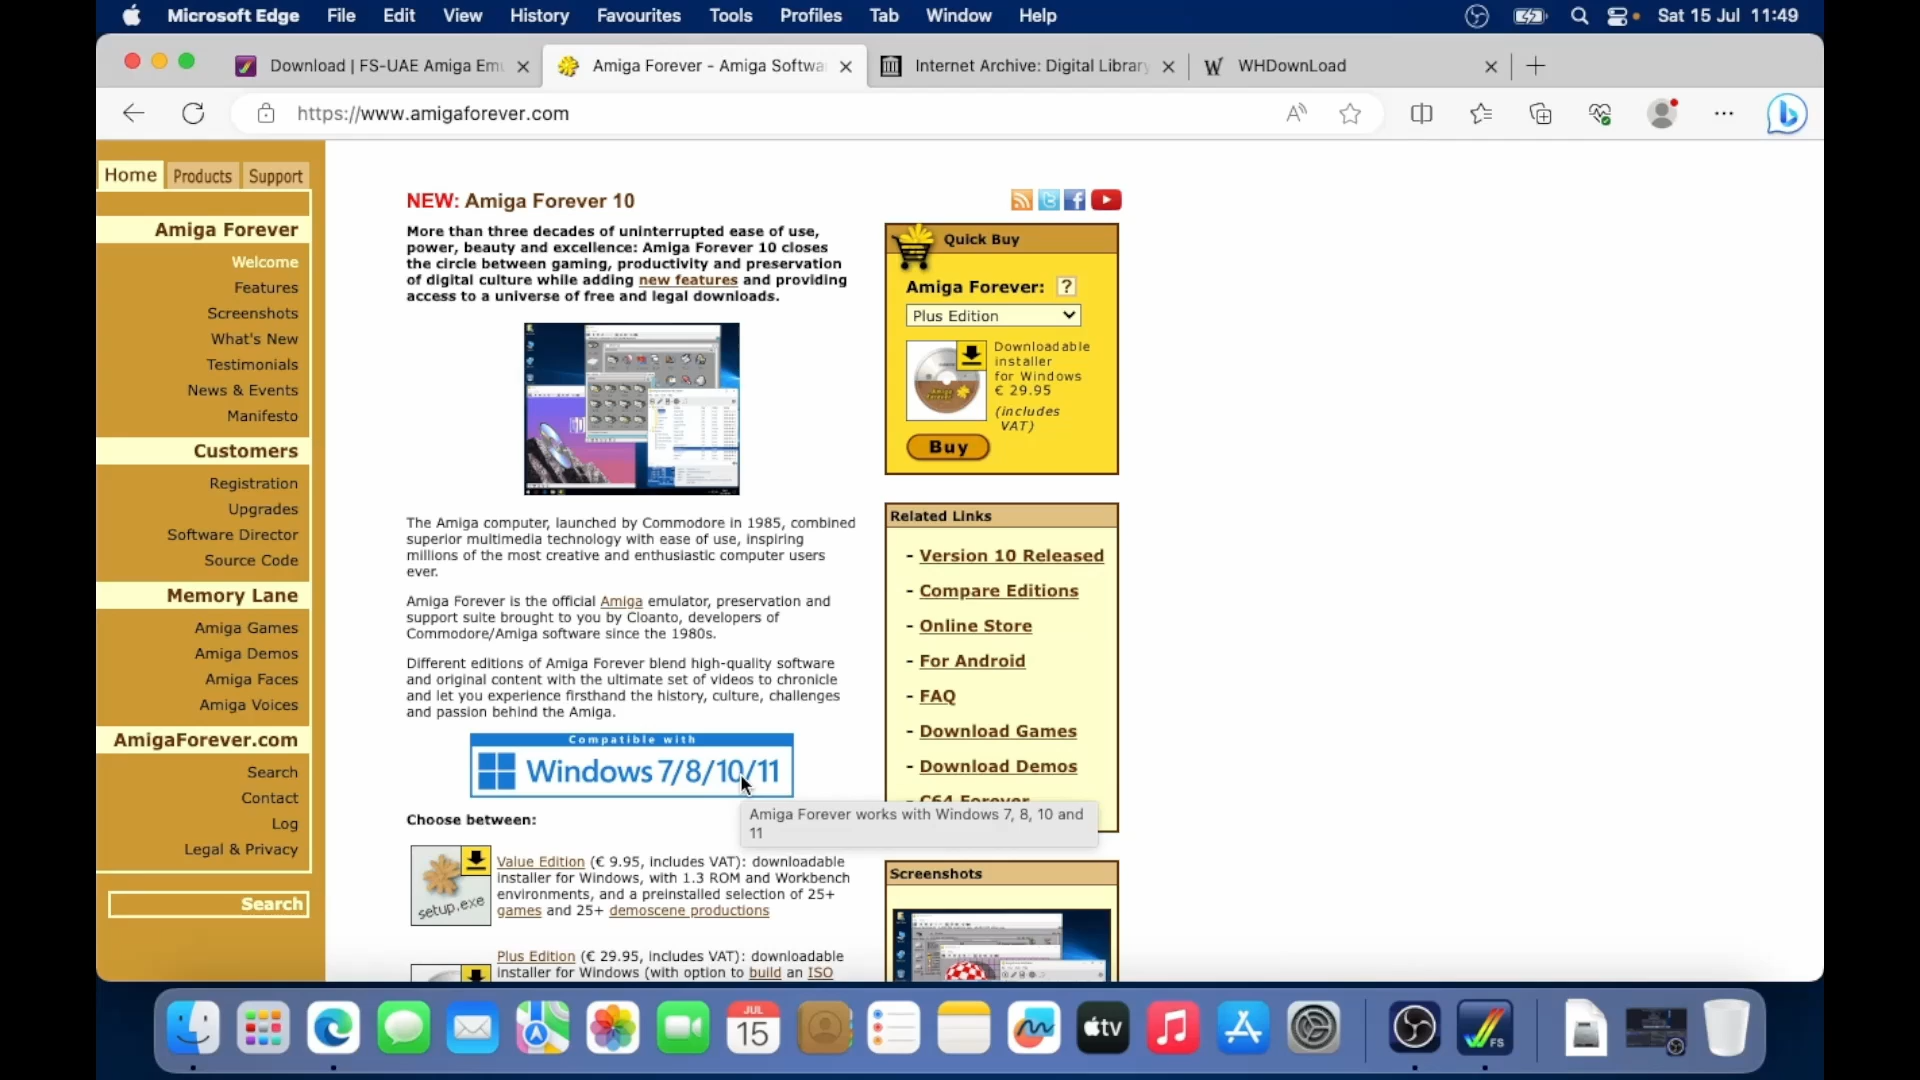 Microsoft Edge File Edit View History Favourites Tools Profiles Tab Window Help Sat 15 Jul 11:49
Download | FS-UAE Amiga Em
Amiga Forever - Amiga Softwa
Internet Archive: Digital Library
WHDownLoad
https://www.amigaforever.com
Home Products Support
Amiga Forever
Welcome
Features
Screenshots
What's New
Testimonials
News & Events
Manifesto
Customers
Registration
Upgrades
Software Director
Source Code
Memory Lane
Amiga Games
Amiga Demos
Amiga Faces
Amiga Voices
AmigaForever.com
Search
Contact
Log
Legal & Privacy
Search
NEW: Amiga Forever 10
More than three decades of uninterrupted ease of use,
power, beauty and excellence: Amiga Forever 10 closes
the circle between gaming, productivity and preservation
of digital culture while adding new features and providing
access to a universe of free and legal downloads.
The Amiga computer, launched by Commodore in 1985, combined
superior multimedia technology with ease of use, inspiring
millions of the most creative and enthusiastic computer users
ever.
Amiga Forever is the official Amiga emulator, preservation and
support suite brought to you by Cloanto, developers of
Commodore/Amiga software since the 1980s.
Different editions of Amiga Forever blend high-quality software
and original content with the ultimate set of videos to chronicle
and let you experience firsthand the history, culture, challenges
and passion behind the Amiga.
Compatible with
Windows 7/8/10/11
Amiga Forever works with Windows 7, 8, 10 and
11
Choose between:
setup.exe
Value Edition (€ 9.95, includes VAT): downloadable
installer for Windows, with 1.3 ROM and Workbench
environments, and a preinstalled selection of 25+
games and 25+ demoscene productions
Plus Edition (€ 29.95, includes VAT): downloadable
installer for Windows (with option to build an ISO
Quick Buy
Amiga Forever: ?
Plus Edition
Downloadable
installer
for Windows
€ 29.95
(includes
VAT)
Buy
Related Links
- Version 10 Released
- Compare Editions
- Online Store
- For Android
- FAQ
- Download Games
- Download Demos
- C64 Forever
Screenshots
JUL
15
tv
FS